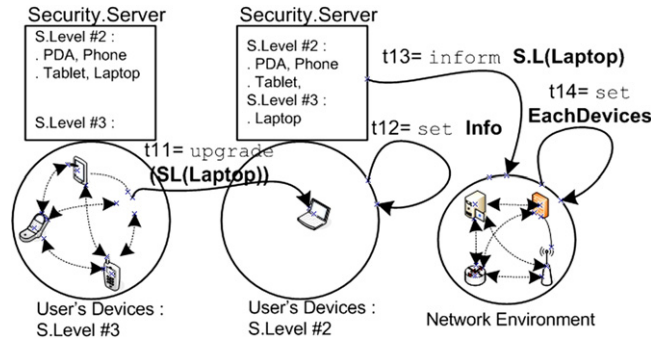 Security.Server
S.Level #2 :
. PDA, Phone
. Tablet, Laptop
S.Level #3 :
Security.Server
S.Level #2 :
. PDA, Phone
. Tablet,
S.Level #3 :
. Laptop
t13= inform S.L(Laptop)
t14= set
EachDevices
t12= set Info
t11= upgrade
(SL(Laptop))
User's Devices :
S.Level #3
User's Devices :
S.Level #2
Network Environment